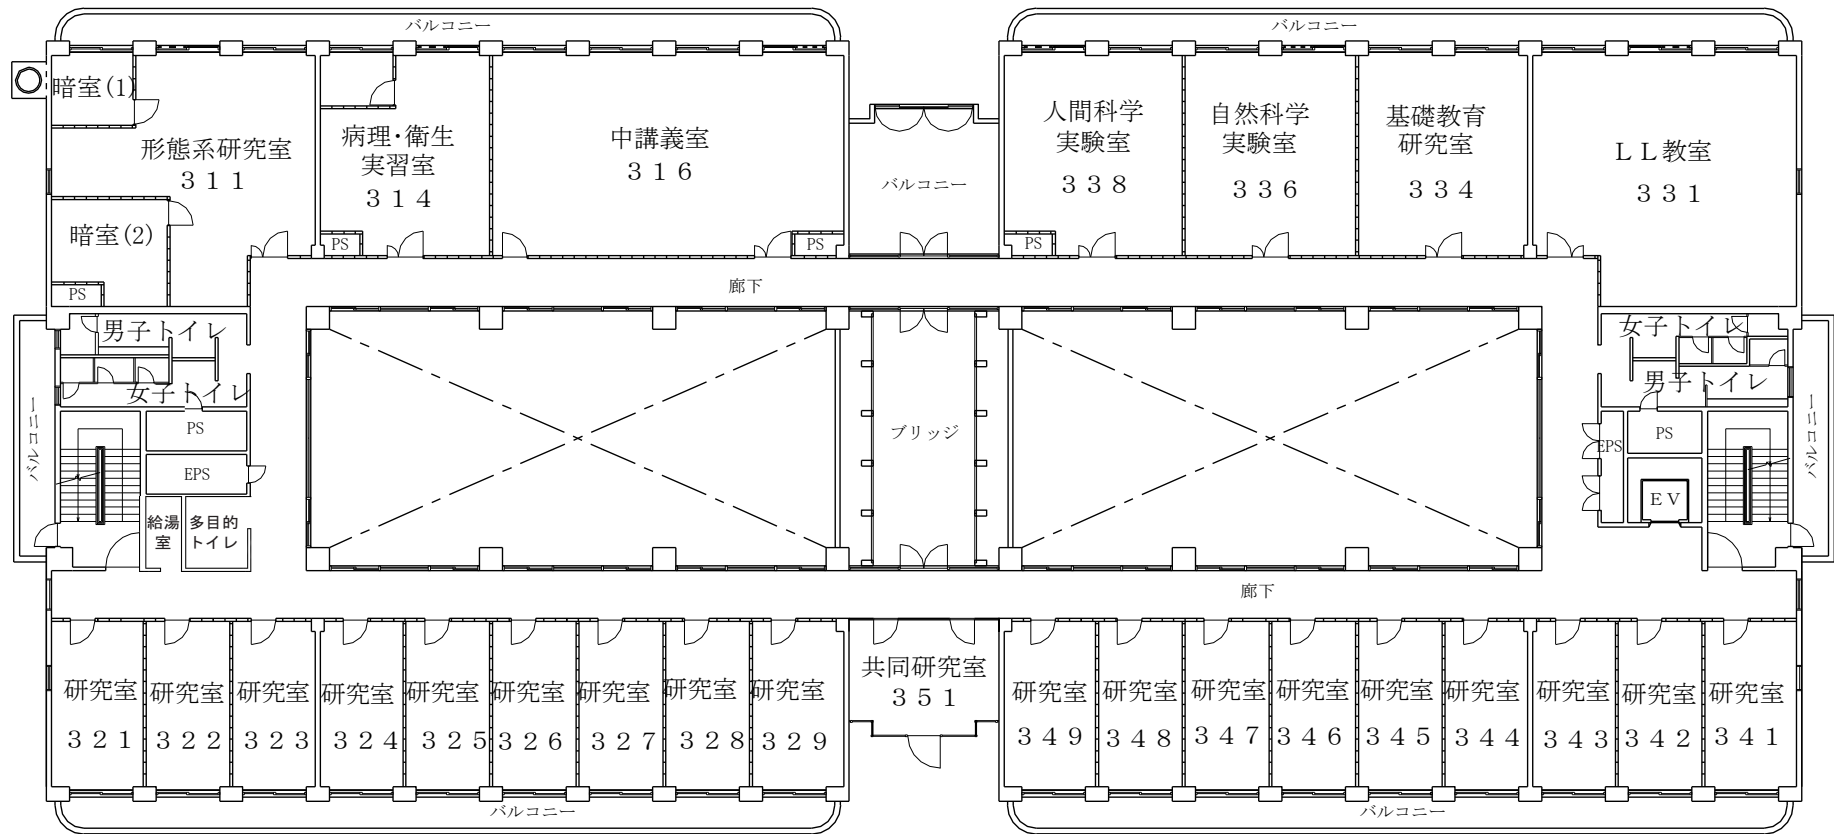 バルコニー
バルコニー
暗室(1)
形態系研究室
３１１
暗室(2)
PS
病理・衛生
実習室
３１４
PS
中講義室
３１６
PS
バルコニー
人間科学
実験室
３３８
PS
自然科学
実験室
３３６
基礎教育
研究室
３３４
ＬＬ教室
３３１
廊下
男子トイレ
女子トイレ
バルコニー
PS
EPS
給湯
室
多目的
トイレ
ブリッジ
女子トイレ
男子トイレ
EPS
PS
ＥＶ
バルコニー
廊下
研究室
３２１
研究室
３２２
研究室
３２３
研究室
３２４
研究室
３２５
研究室
３２６
研究室
３２７
研究室
３２８
研究室
３２９
共同研究室
３５１
研究室
３４９
研究室
３４８
研究室
３４７
研究室
３４６
研究室
３４５
研究室
３４４
研究室
３４３
研究室
３４２
研究室
３４１
バルコニー
バルコニー